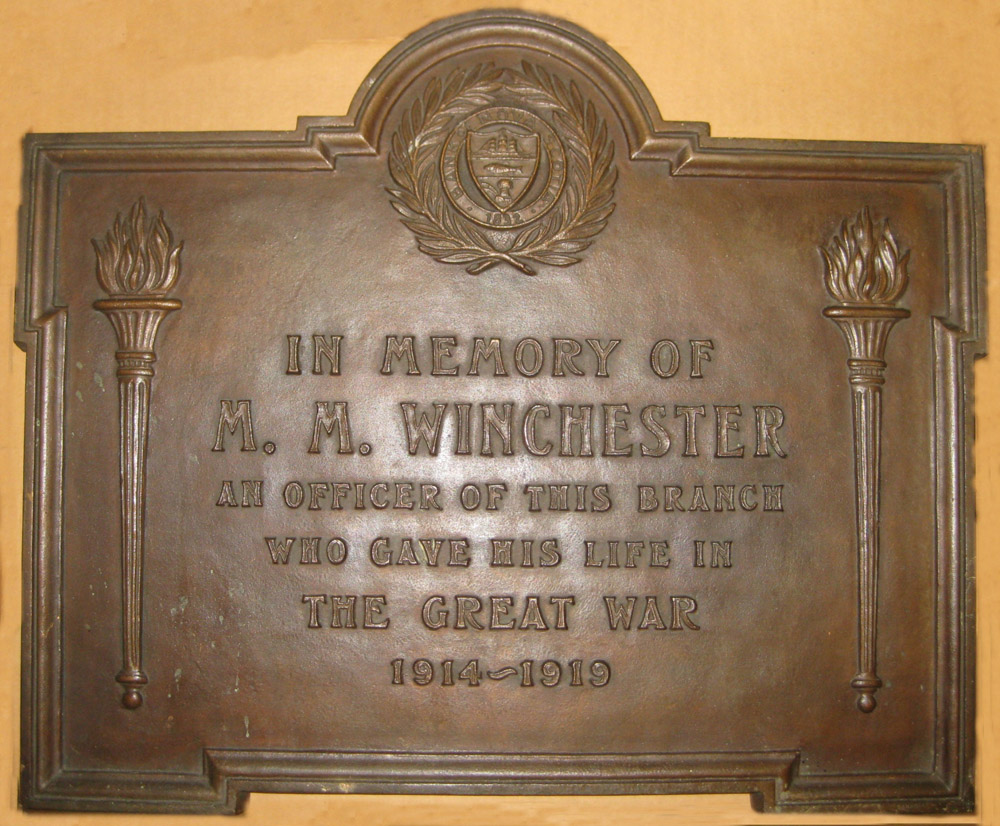 1832
IN MEMORY OF
M. M. WINCHESTER
AN OFFICER OF THIS BRANCH
WHO GAVE HIS LIFE IN
THE GREAT WAR
1914~1919